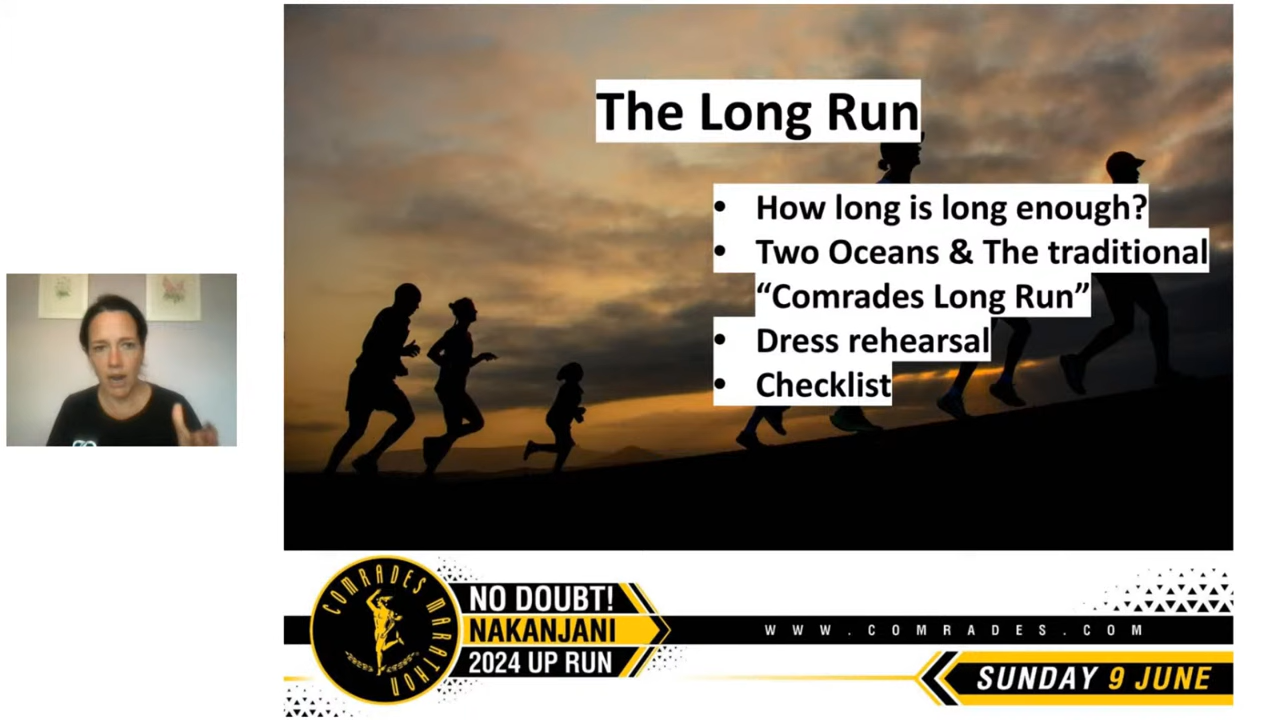 The Long Run
• How long is long enough?
• Two Oceans & The traditional
“Comrades Long Run”
• Dress rehearsal
• Checklist
COMRADES MARATHON
NO DOUBT!
NAKANJANI
2024 UP RUN
WWW.COMRADES.COM
SUNDAY 9 JUNE